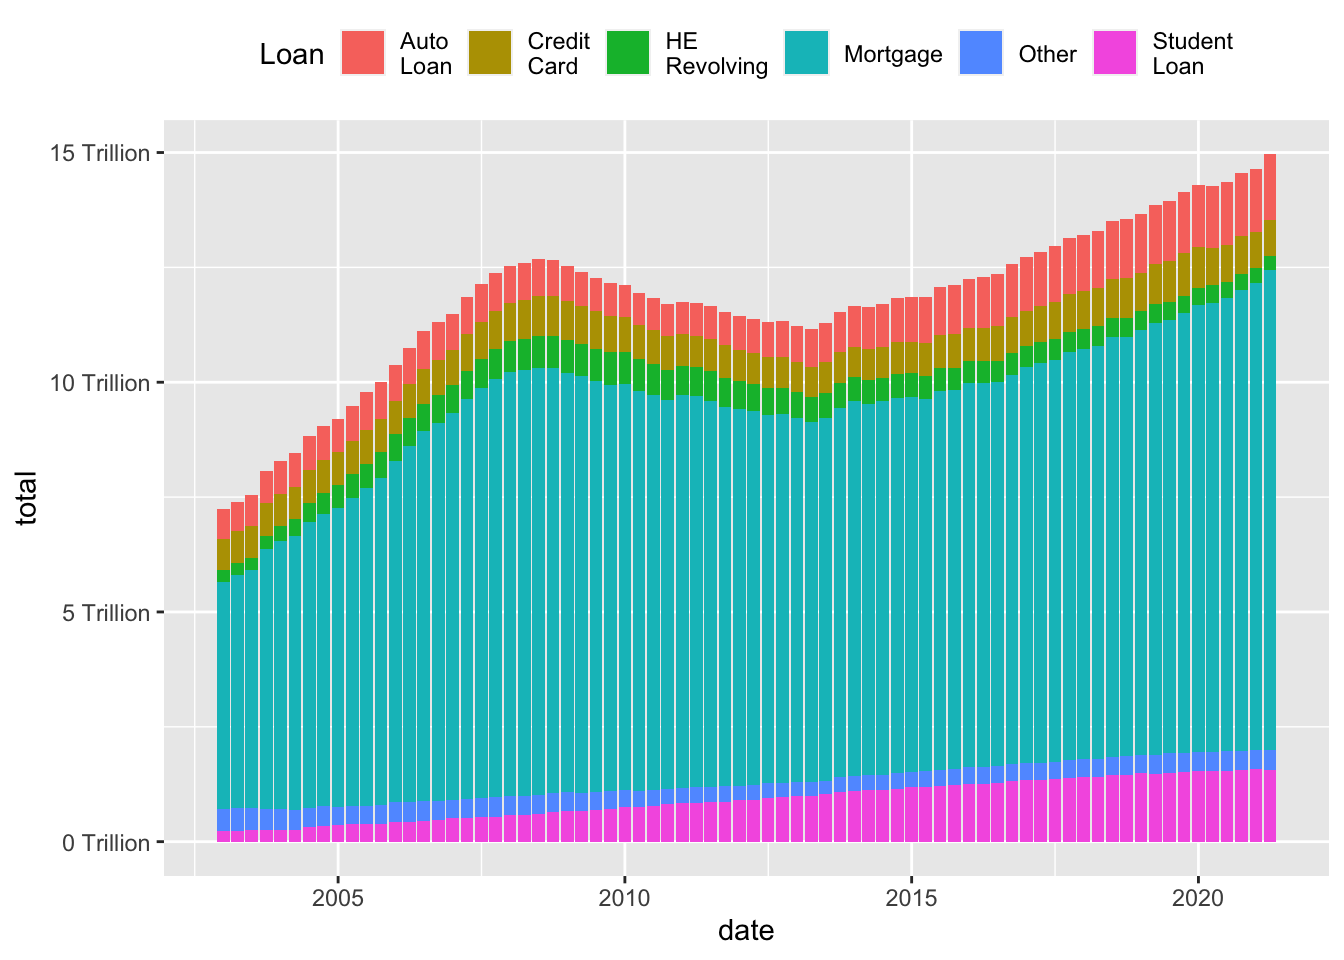 Loan
Auto
Loan
Credit
Card
HE
Revolving
Mortgage
Other
Student
Loan
15 Trillion
10 Trillion
5 Trillion
0 Trillion
total
2005
2010
2015
2020
date